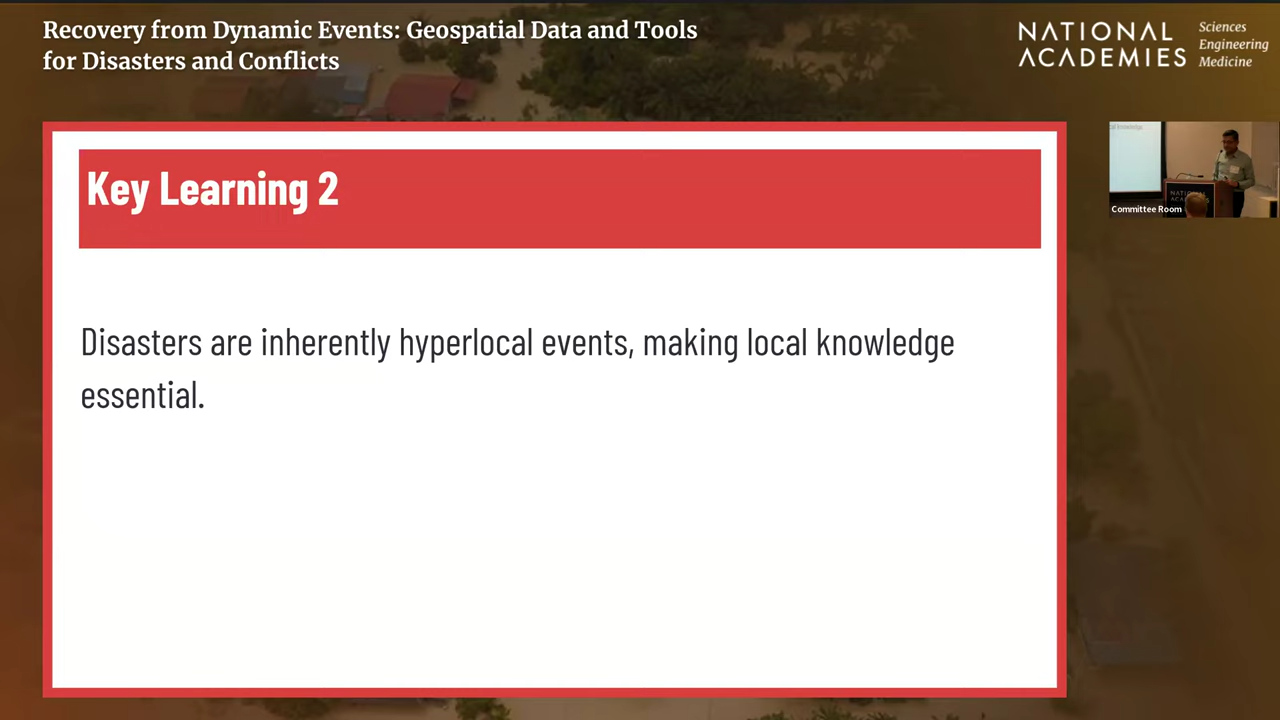 Recovery from Dynamic Events: Geospatial Data and Tools
for Disasters and Conflicts
NATIONAL
ACADEMIES
Sciences
Engineering
Medicine
Key Learning 2
Disasters are inherently hyperlocal events, making local knowledge
essential.
Committee Room